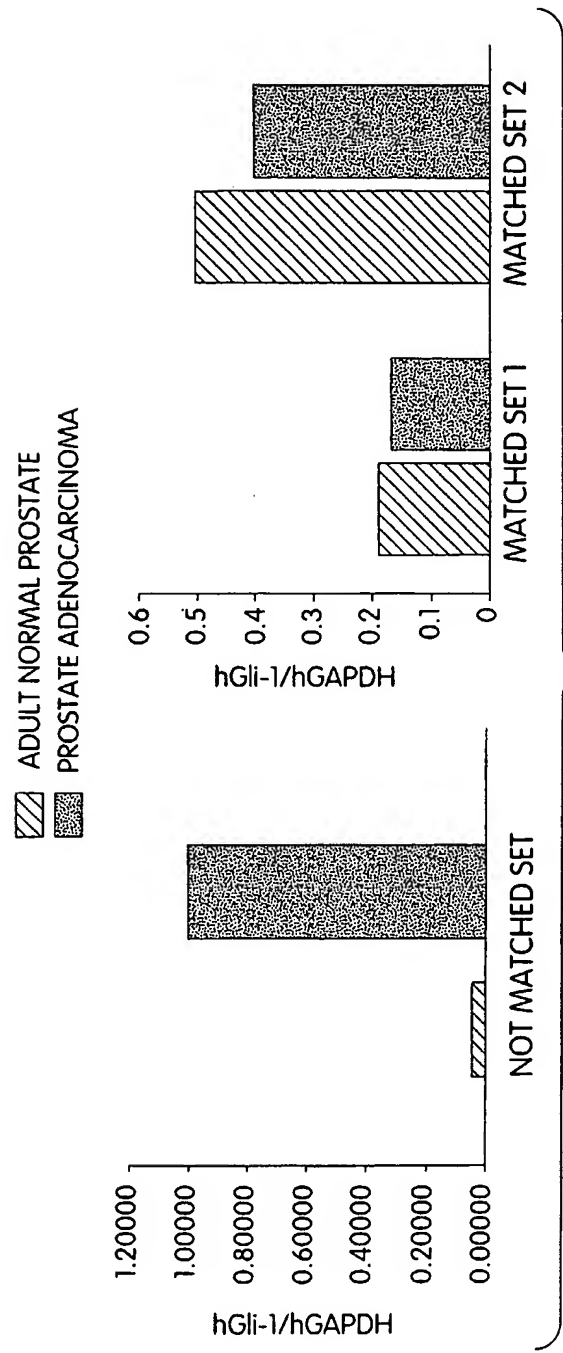 ADULT NORMAL PROSTATE
PROSTATE ADENOCARCINOMA
hGli-1/hGAPDH
1.20000
1.00000
0.80000
0.60000
0.40000
0.20000
0.00000
NOT MATCHED SET
hGli-1/hGAPDH
0.6
0.5
0.4
0.3
0.2
0.1
0
MATCHED SET 1
MATCHED SET 2